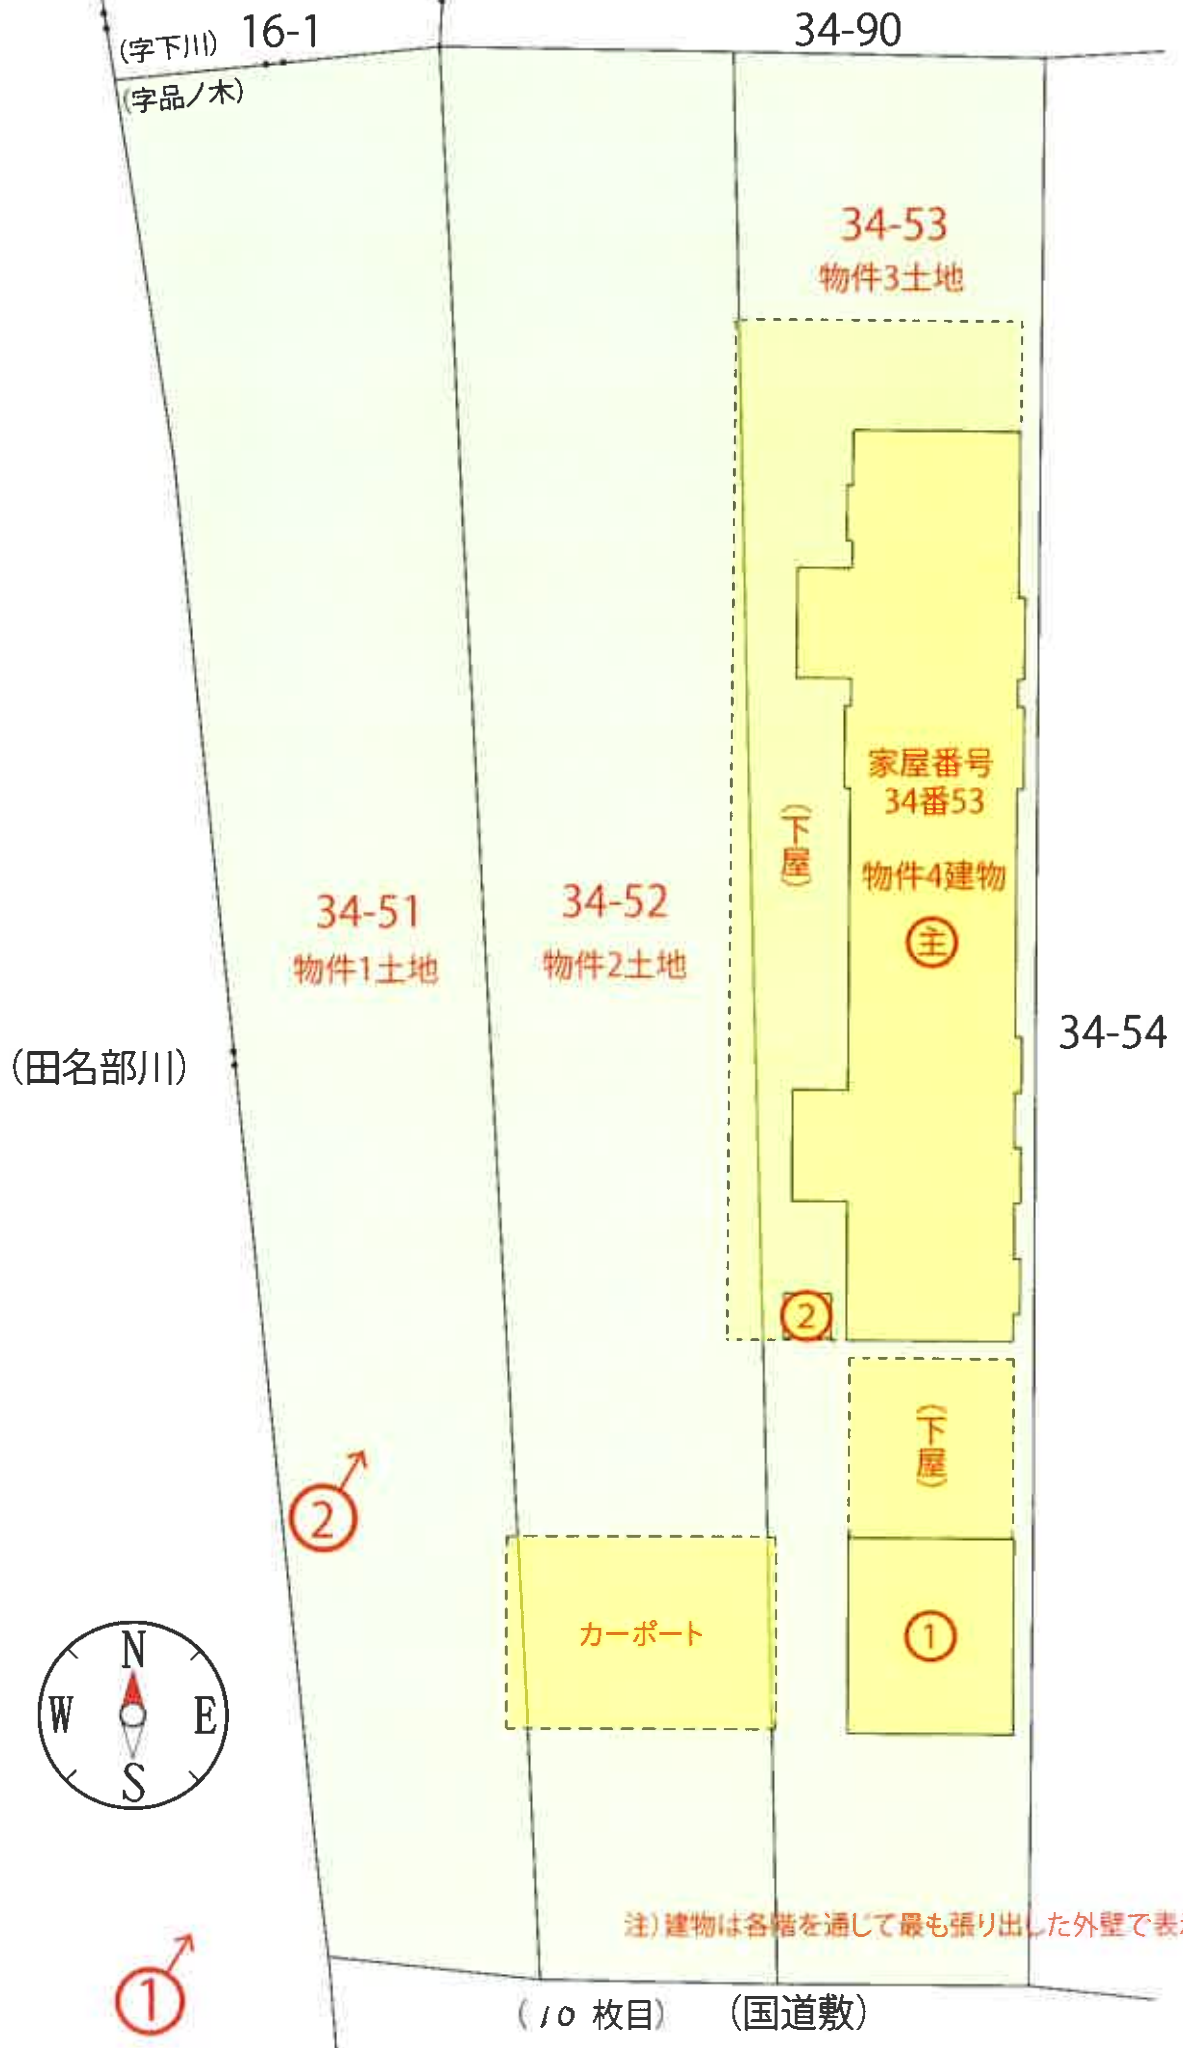 (字下川) 16-1
34-90
(字品ノ木)
34-53
物件3土地
家屋番号
34番53
(下屋)
物件4建物
主
34-51
物件1土地
34-52
物件2土地
34-54
(田名部川)
②
(下屋)
②
カーポート
①
N
W E
S
注）建物は各階を通じて最も張り出した外壁で表
①
(10 枚目) (国道敷)